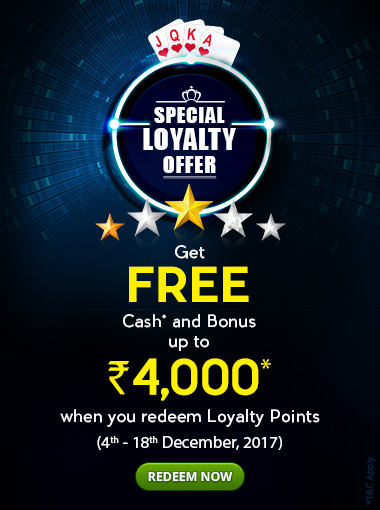 J Q K A
SPECIAL
LOYALTY
OFFER
Get
FREE
Cash* and Bonus
up to
₹4,000*
when you redeem Loyalty Points
(4th - 18th December, 2017)
REDEEM NOW
*T&C Apply